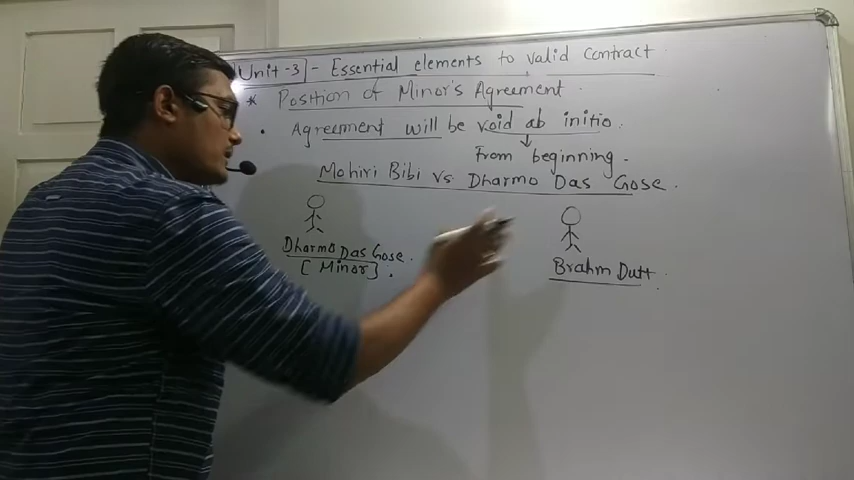 Unit-3] - Essential elements to valid Contract
* Position of Minor's Agreement
• Agreement will be void ab initio.
From beginning.
Mohiri Bibi vs. Dharmo Das Gose.
Dharmo Das Gose.
[Minor].
Brahm Dutt